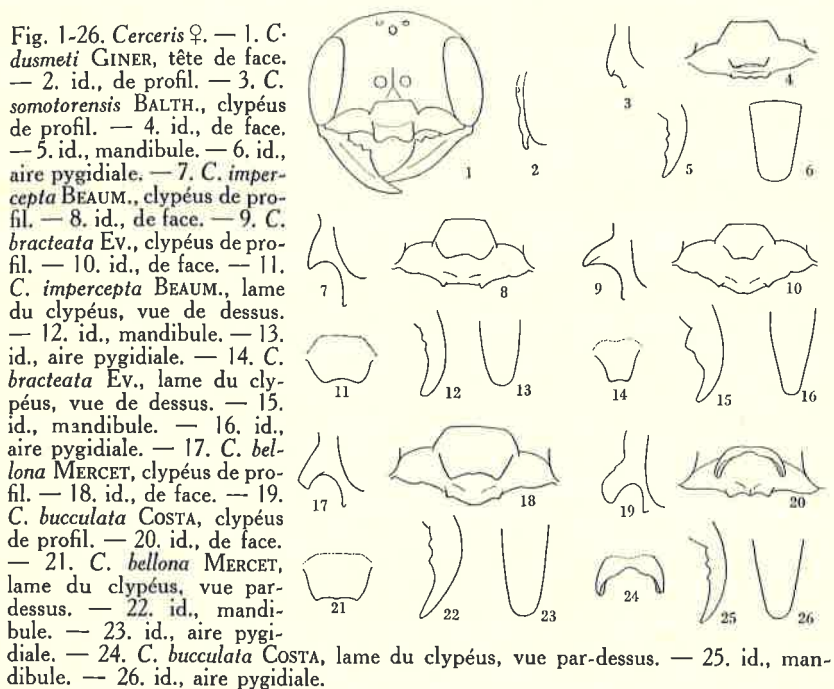 Fig. 1-26. Cerceris ♀. — 1. C.
dusmeti GINER, tête de face.
— 2. id., de profil. — 3. C.
somotorensis BALTH., clypéus
de profil. — 4. id., de face.
— 5. id., mandibule. — 6. id.,
aire pygidiale. — 7. C. imper-
cepta BEAUM., clypéus de pro-
fil. — 8. id., de face. — 9. C.
bracteata EV., clypéus de pro-
fil. — 10. id., de face. — 11.
C. impercepta BEAUM., lame
du clypéus, vue de dessus.
— 12. id., mandibule. — 13.
id., aire pygidiale. — 14. C.
bracteata EV., lame du cly-
péus, vue de dessus. — 15.
id., mandibule. — 16. id.,
aire pygidiale. — 17. C. bel-
lona MERCET, clypéus de pro-
fil. — 18. id., de face. — 19.
C. bucculata COSTA, clypéus
de profil. — 20. id., de face.
— 21. C. bellona MERCET,
lame du clypéus, vue par-
dessus. — 22. id., mandi-
bule. — 23. id., aire pygi-
diale. — 24. C. bucculata COSTA, lame du clypéus, vue par-dessus. — 25. id., man-
dibule. — 26. id., aire pygidiale.
1 2 3 4 5 6
7 8 9 10
11 12 13 14 15 16
17 18 19 20
21 22 23 24 25 26